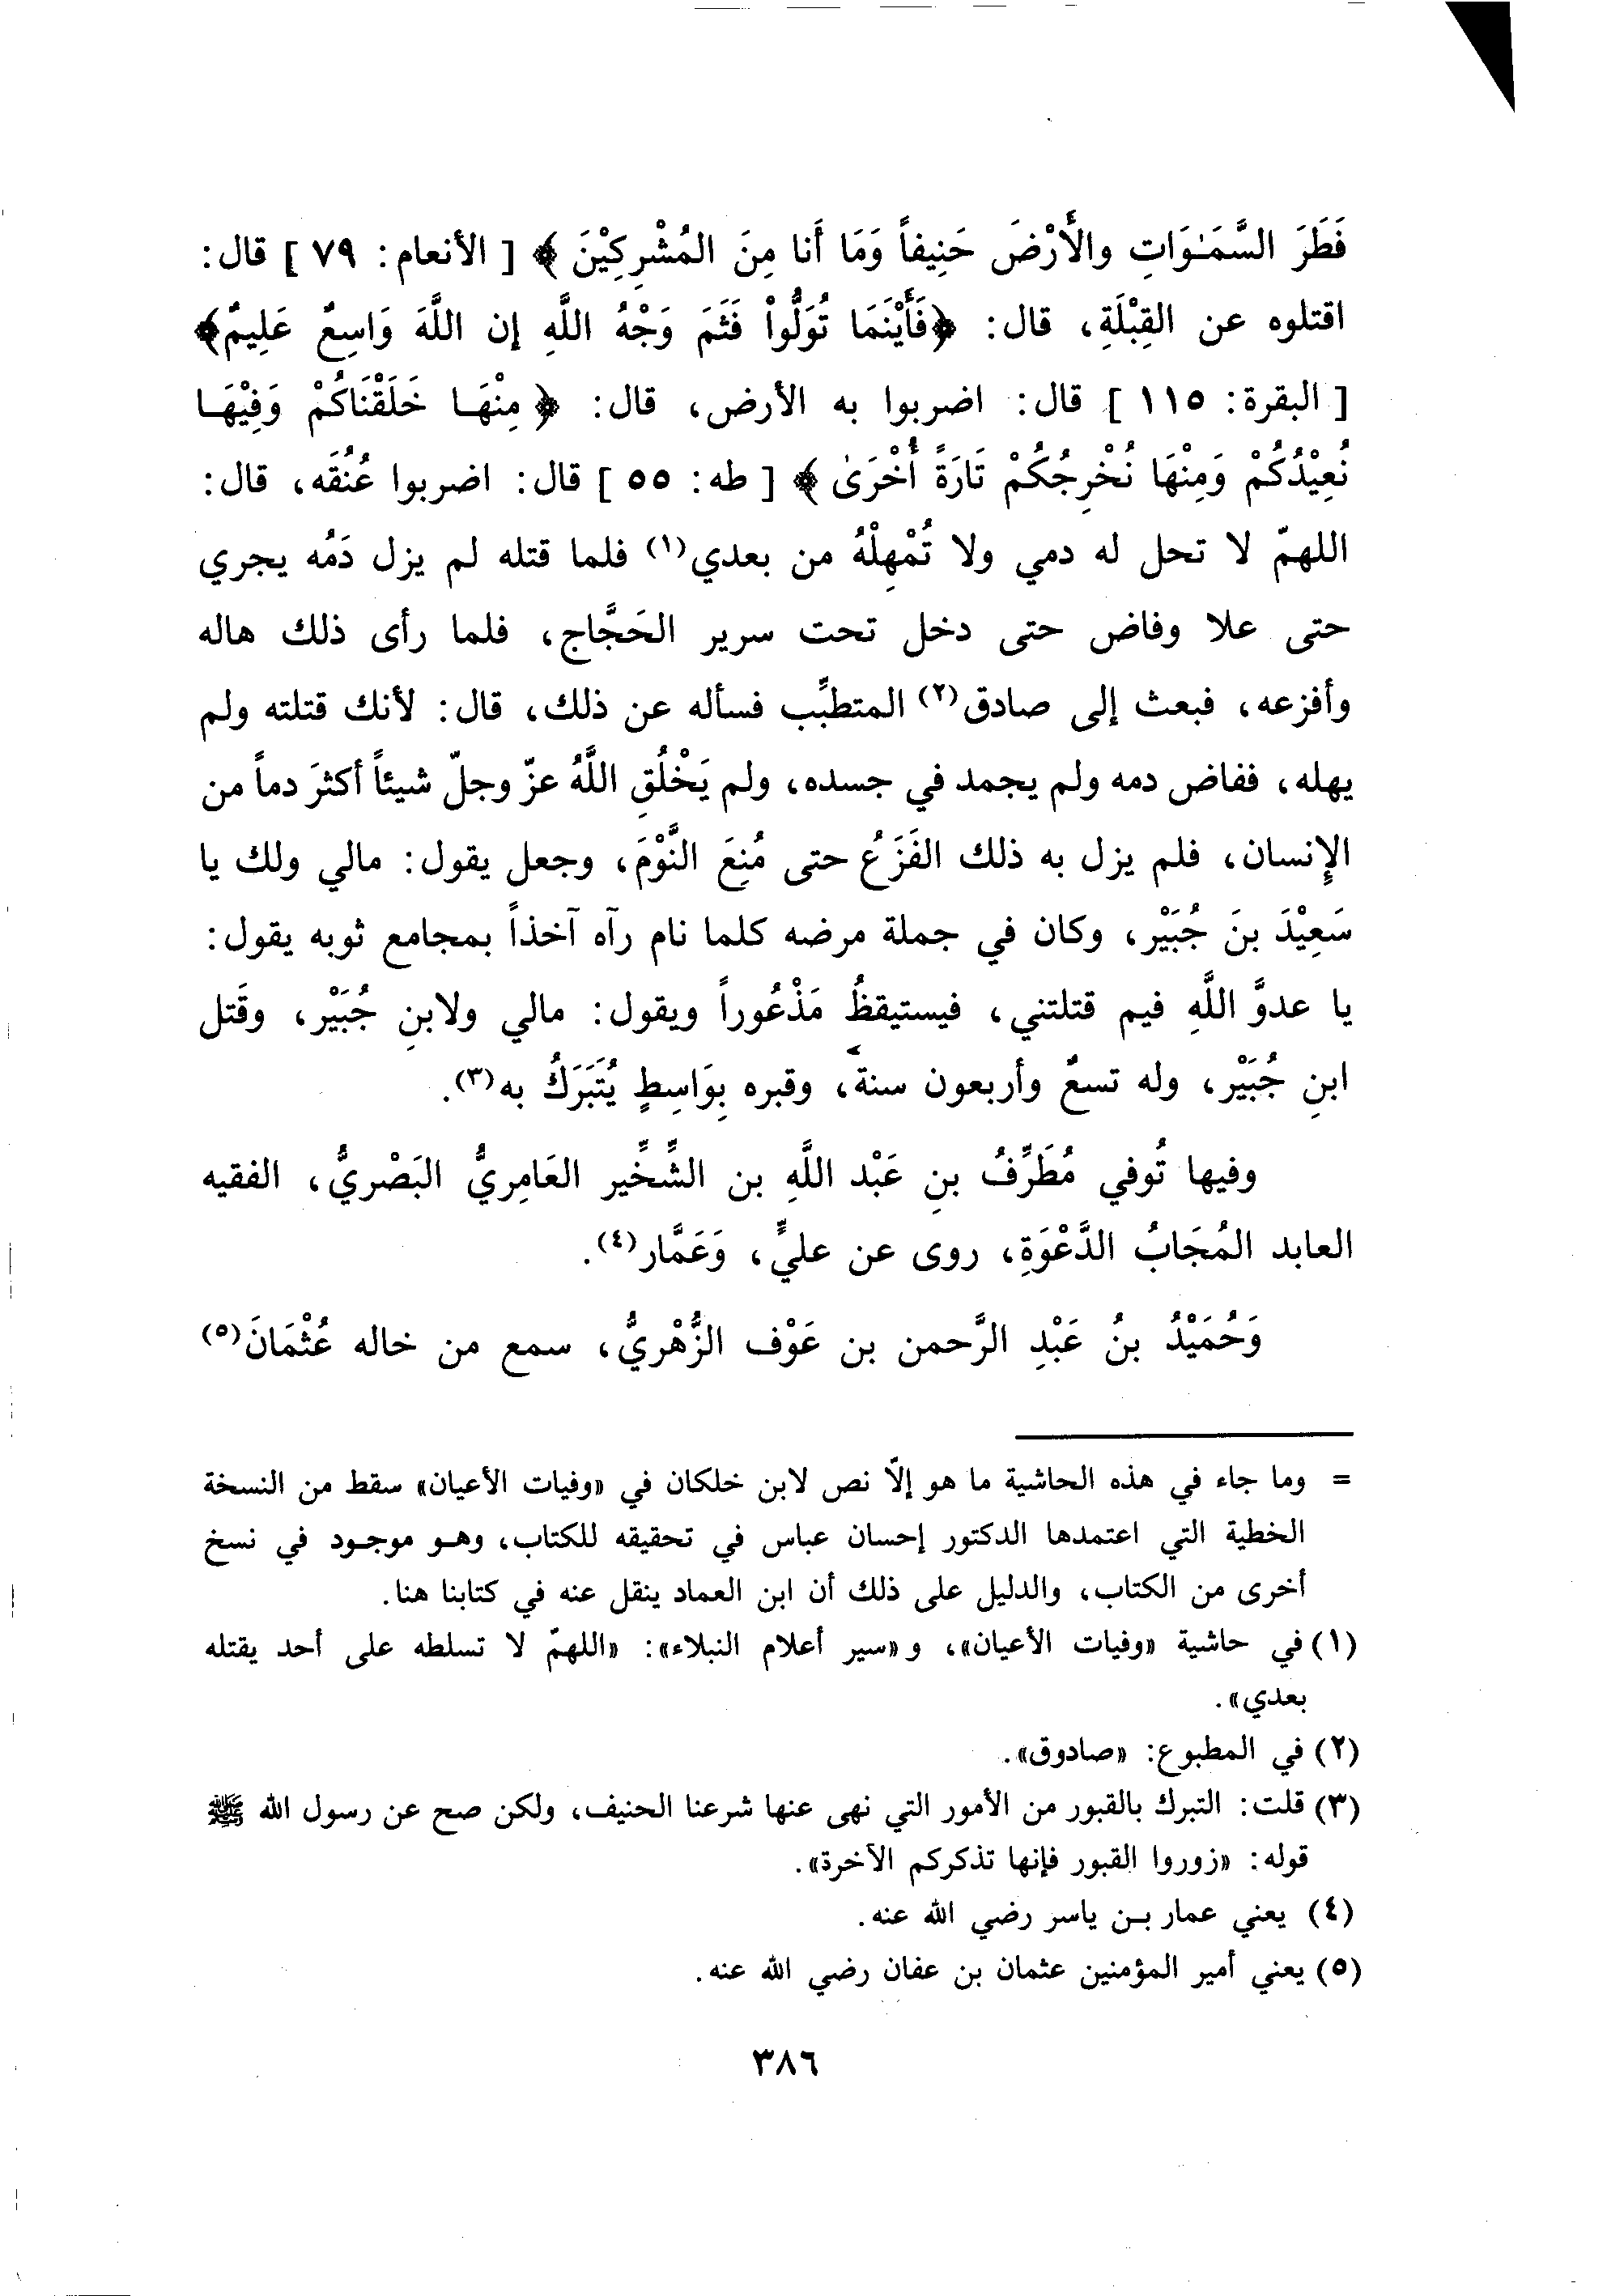 فَطَرَ السَّمَـٰوَاتِ والأَرْضَ حَنِيفاً وَمَا أَنا مِنَ المُشْرِكِيْنَ ﴾ [ الأنعام: ٧٩ ] قال:
اقتلوه عن القِبْلَةِ، قال: ﴿فَأَيْنَمَا تُوَلُّواْ فَثَمَ وَجْهُ اللَّهِ إن اللَّهَ وَاسِعٌ عَلِيمٌ﴾
[ البقرة: ١١٥ ] قال: اضربوا به الأرض، قال: ﴿ مِنْهَـا خَلَقْنَاكُمْ وَفِيْهَـا
نُعِيْدُكُمْ وَمِنْهَا نُخْرِجُكُمْ تَارَةً أُخْرَىٰ ﴾ [ طه: ٥٥ ] قال: اضربوا عُنُقَه، قال:
اللهمّ لا تحل له دمي ولا تُمْهِلْهُ من بعدي(١) فلما قتله لم يزل دَمُه يجري
حتى علا وفاض حتى دخل تحت سرير الحَجَّاج، فلما رأى ذلك هاله
وأفزعه، فبعث إلى صادق(٢) المتطبِّب فسأله عن ذلك، قال: لأنك قتلته ولم
يهله، ففاض دمه ولم يجمد في جسده، ولم يَخْلُقِ اللَّهُ عزّ وجلّ شيئاً أكثرَ دماً من
الإِنسان، فلم يزل به ذلك الفَزَعُ حتى مُنِعَ النَّوْمَ، وجعل يقول: مالي ولك يا
سَعِيْدَ بنَ جُبَيْر، وكان في جملة مرضه كلما نام رآه آخذاً بمجامع ثوبه يقول:
يا عدوَّ اللَّهِ فيم قتلتني، فيستيقظُ مَذْعُوراً ويقول: مالي ولابنِ جُبَيْر، وقَتل
ابنِ جُبَيْر، وله تسعٌ وأربعون سنةً، وقبره بِوَاسِطٍ يُتَبَرَكُ به(٣).
وفيها تُوفي مُطَرِّفُ بنِ عَبْد اللَّهِ بن الشِّخِّير العَامِريُّ البَصْريُّ، الفقيه
العابد المُجَابُ الدَّعْوَةِ، روى عن عليٍّ، وَعَمَّار(٤).
وَحُمَيْدُ بنُ عَبْدِ الرَّحمن بن عَوْف الزُّهْريُّ، سمع من خاله عُثْمَانَ(٥)
= وما جاء في هذه الحاشية ما هو إلّا نص لابن خلكان في «وفيات الأعيان» سقط من النسخة
الخطية التي اعتمدها الدكتور إحسان عباس في تحقيقه للكتاب، وهـو موجـود في نسخ
أخرى من الكتاب، والدليل على ذلك أن ابن العماد ينقل عنه في كتابنا هنا.
(١) في حاشية «وفيات الأعيان»، و«سير أعلام النبلاء»: «اللهمّ لا تسلطه على أحد يقتله
بعدي».
(٢) في المطبوع: «صادوق».
(٣) قلت: التبرك بالقبور من الأمور التي نهى عنها شرعنا الحنيف، ولكن صح عن رسول الله ﷺ
قوله: «زوروا القبور فإنها تذكركم الآخرة».
(٤) يعني عمار بـن ياسر رضي الله عنه.
(٥) يعني أمير المؤمنين عثمان بن عفان رضي الله عنه.
٣٨٦